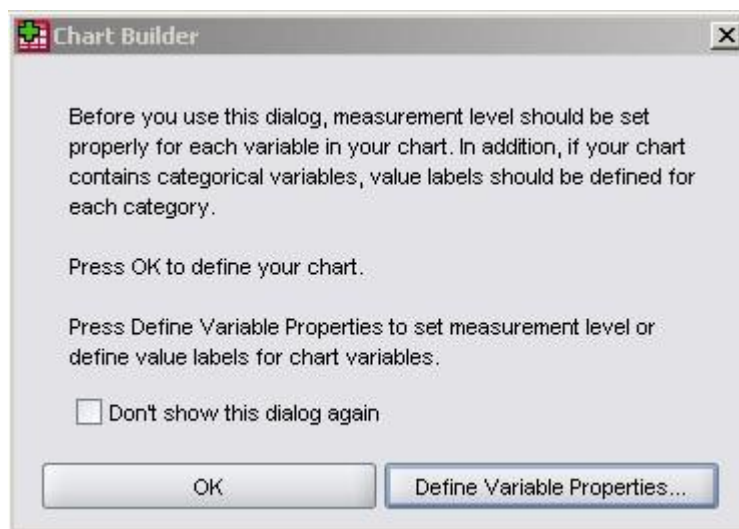 Chart Builder
Before you use this dialog, measurement level should be set
properly for each variable in your chart. In addition, if your chart
contains categorical variables, value labels should be defined for
each category.
Press OK to define your chart.
Press Define Variable Properties to set measurement level or
define value labels for chart variables.
Don't show this dialog again
OK
Define Variable Properties...